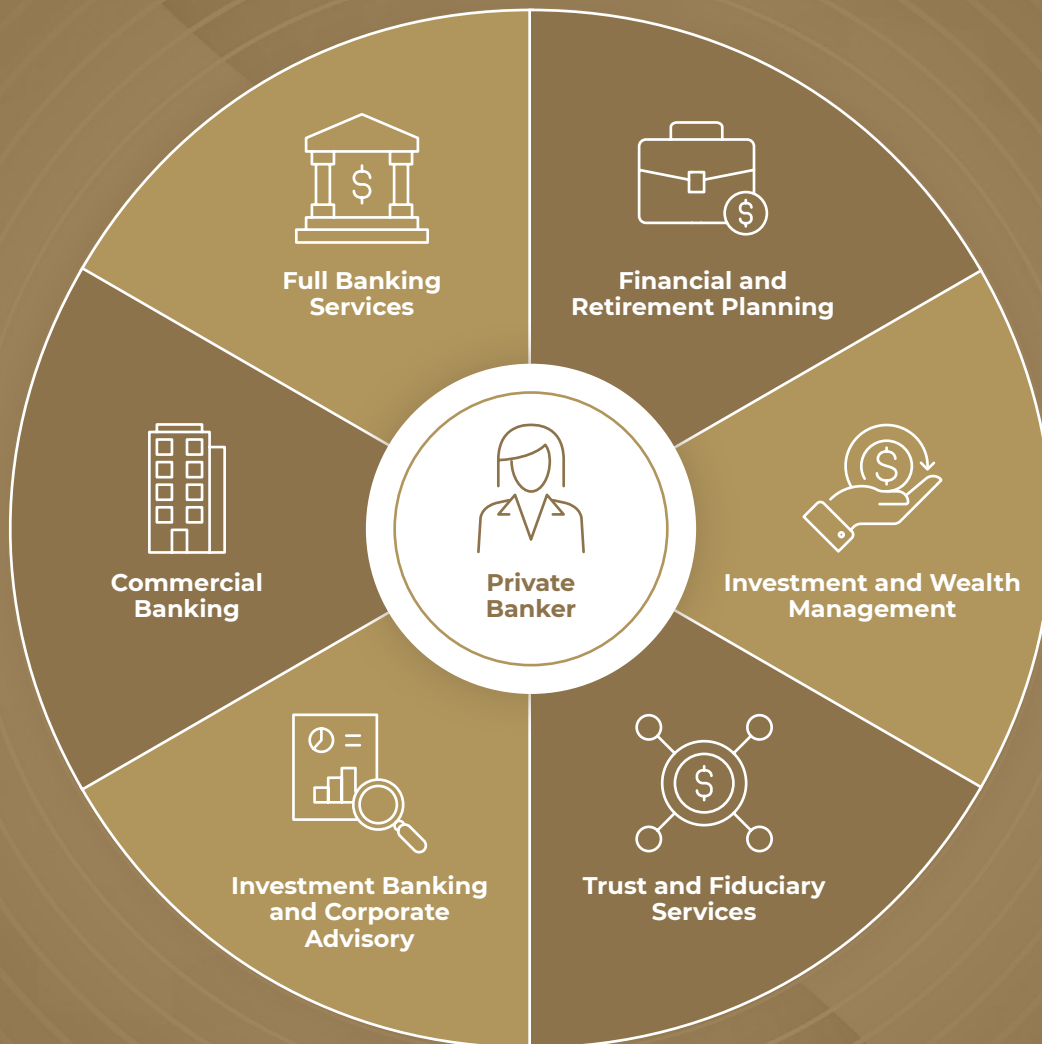 Full Banking
Services
Financial and
Retirement Planning
Commercial
Banking
Private
Banker
Investment and Wealth
Management
Investment Banking
and Corporate
Advisory
Trust and Fiduciary
Services
$
$
$
$